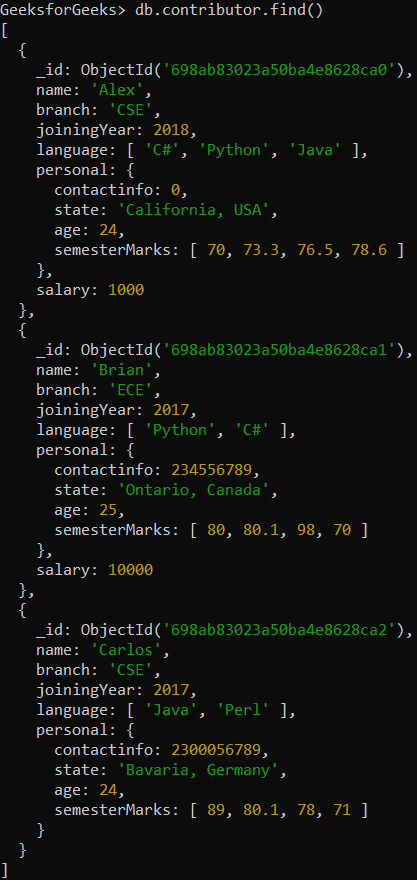 GeeksforGeeks> db.contributor.find()
[
  {
    _id: ObjectId('698ab83023a50ba4e8628ca0'),
    name: 'Alex',
    branch: 'CSE',
    joiningYear: 2018,
    language: [ 'C#', 'Python', 'Java' ],
    personal: {
      contactinfo: 0,
      state: 'California, USA',
      age: 24,
      semesterMarks: [ 70, 73.3, 76.5, 78.6 ]
    },
    salary: 1000
  },
  {
    _id: ObjectId('698ab83023a50ba4e8628ca1'),
    name: 'Brian',
    branch: 'ECE',
    joiningYear: 2017,
    language: [ 'Python', 'C#' ],
    personal: {
      contactinfo: 234556789,
      state: 'Ontario, Canada',
      age: 25,
      semesterMarks: [ 80, 80.1, 98, 70 ]
    },
    salary: 10000
  },
  {
    _id: ObjectId('698ab83023a50ba4e8628ca2'),
    name: 'Carlos',
    branch: 'CSE',
    joiningYear: 2017,
    language: [ 'Java', 'Perl' ],
    personal: {
      contactinfo: 2300056789,
      state: 'Bavaria, Germany',
      age: 24,
      semesterMarks: [ 89, 80.1, 78, 71 ]
    }
  }
]